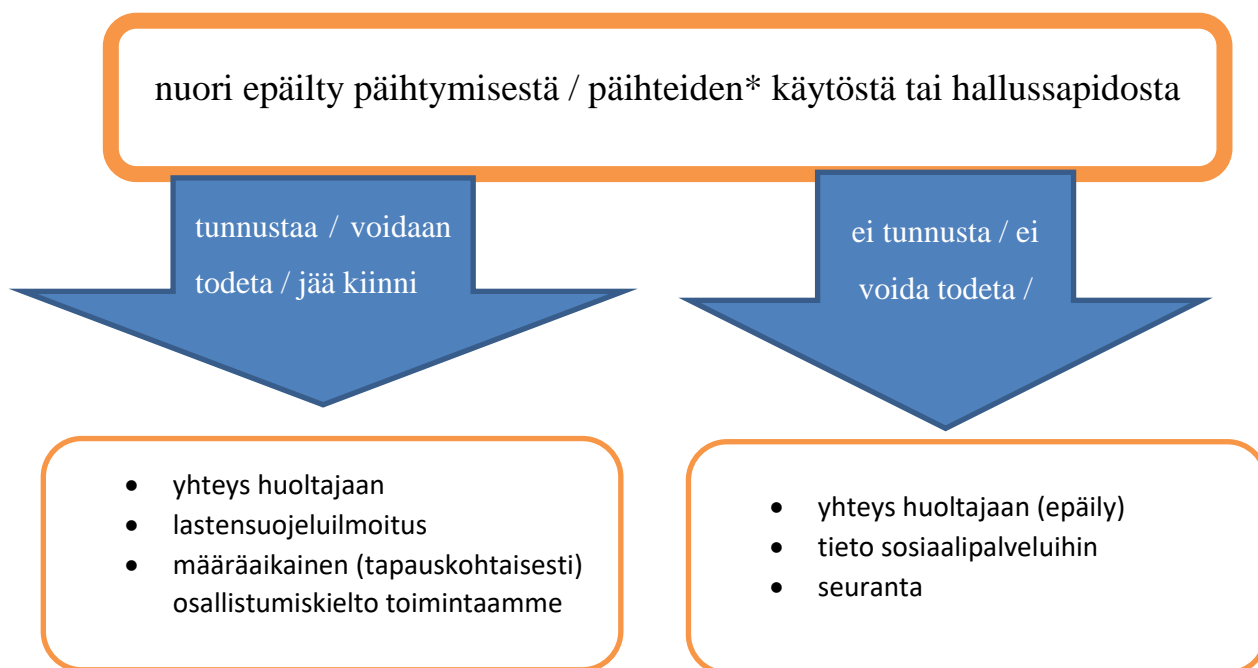 nuori epäilty päihtymisestä / päihteiden* käytöstä tai hallussapidosta
tunnustaa / voidaan
todeta / jää kiinni
ei tunnusta / ei
voida todeta /
• yhteys huoltajaan
• lastensuojeluilmoitus
• määräaikainen (tapauskohtaisesti)
osallistumiskielto toimintaamme
• yhteys huoltajaan (epäily)
• tieto sosiaalipalveluihin
• seuranta